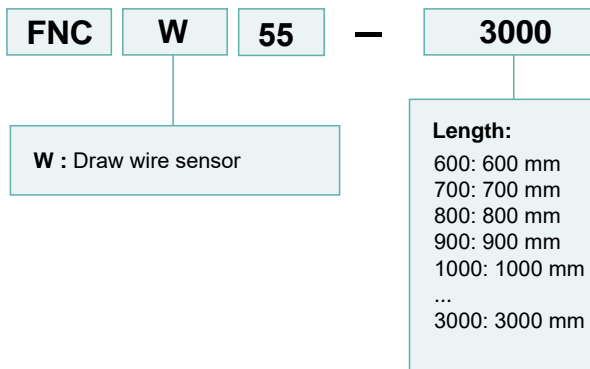 FNC W 55 – 3000
W : Draw wire sensor
Length:
600: 600 mm
700: 700 mm
800: 800 mm
900: 900 mm
1000: 1000 mm
...
3000: 3000 mm